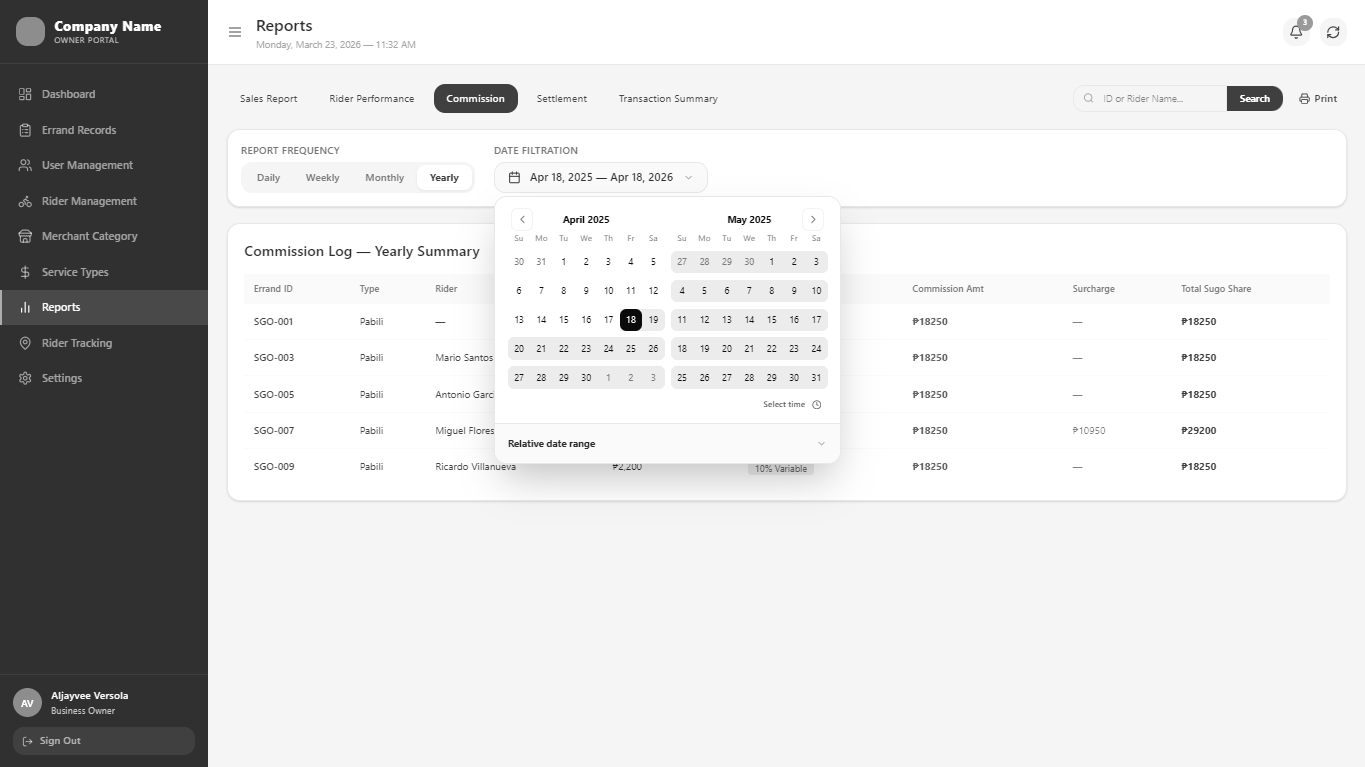 Company Name
OWNER PORTAL
Dashboard
Errand Records
User Management
Rider Management
Merchant Category
Service Types
Reports
Rider Tracking
Settings
AV
Aljayvee Versola
Business Owner
Sign Out
Reports
Monday, March 23, 2026 — 11:32 AM
3
Sales Report Rider Performance Commission Settlement Transaction Summary
ID or Rider Name... Search Print
REPORT FREQUENCY DATE FILTRATION
Daily Weekly Monthly Yearly Apr 18, 2025 — Apr 18, 2026
April 2025 May 2025
Su Mo Tu We Th Fr Sa Su Mo Tu We Th Fr Sa
30 31 1 2 3 4 5 27 28 29 30 1 2 3
6 7 8 9 10 11 12 4 5 6 7 8 9 10
13 14 15 16 17 18 19 11 12 13 14 15 16 17
20 21 22 23 24 25 26 18 19 20 21 22 23 24
27 28 29 30 1 2 3 25 26 27 28 29 30 31
Select time
Relative date range
Commission Log — Yearly Summary
Errand ID Type Rider Commission Amt Surcharge Total Sugo Share
SGO-001 Pabili — ₱18250 — ₱18250
SGO-003 Pabili Mario Santos ₱18250 — ₱18250
SGO-005 Pabili Antonio Garc ₱18250 — ₱18250
SGO-007 Pabili Miguel Flores ₱18250 ₱10950 ₱29200
SGO-009 Pabili Ricardo Villanueva ₱2,200 10% Variable ₱18250 — ₱18250